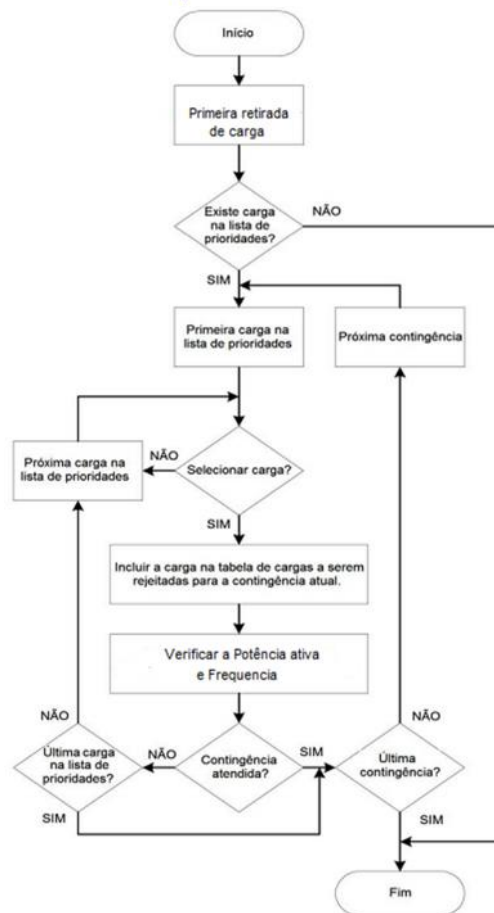 Início
Primeira retirada
de carga
Existe carga
na lista de
prioridades?
NÃO
SIM
Primeira carga na
lista de prioridades
Próxima contingência
Próxima carga na
lista de prioridades
NÃO
Selecionar carga?
SIM
Incluir a carga na tabela de cargas a serem
rejeitadas para a contingência atual.
Verificar a Potência ativa
e Frequencia
NÃO
NÃO
Última carga
na lista de
prioridades?
NÃO
Contingência
atendida?
SIM
Última
contingência?
SIM
SIM
Fim